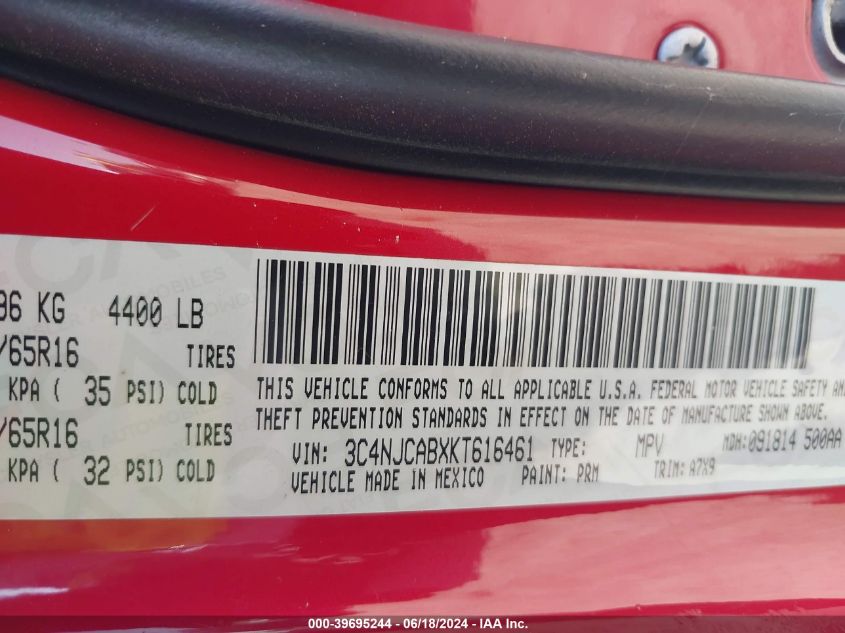 96 KG 4400 LB
/65R16 TIRES
KPA ( 35 PSI) COLD
/65R16 TIRES
KPA ( 32 PSI) COLD
THIS VEHICLE CONFORMS TO ALL APPLICABLE U.S.A. FEDERAL MOTOR VEHICLE SAFETY AND
THEFT PREVENTION STANDARDS IN EFFECT ON THE DATE OF MANUFACTURE SHOWN ABOVE.
VIN: 3C4NJCABXKT616461 TYPE: MPV MDH: 091814 500AA
VEHICLE MADE IN MEXICO PAINT: PRM TRIM: A7X9
000-39695244 / 06/18/2024 - IAA Inc.